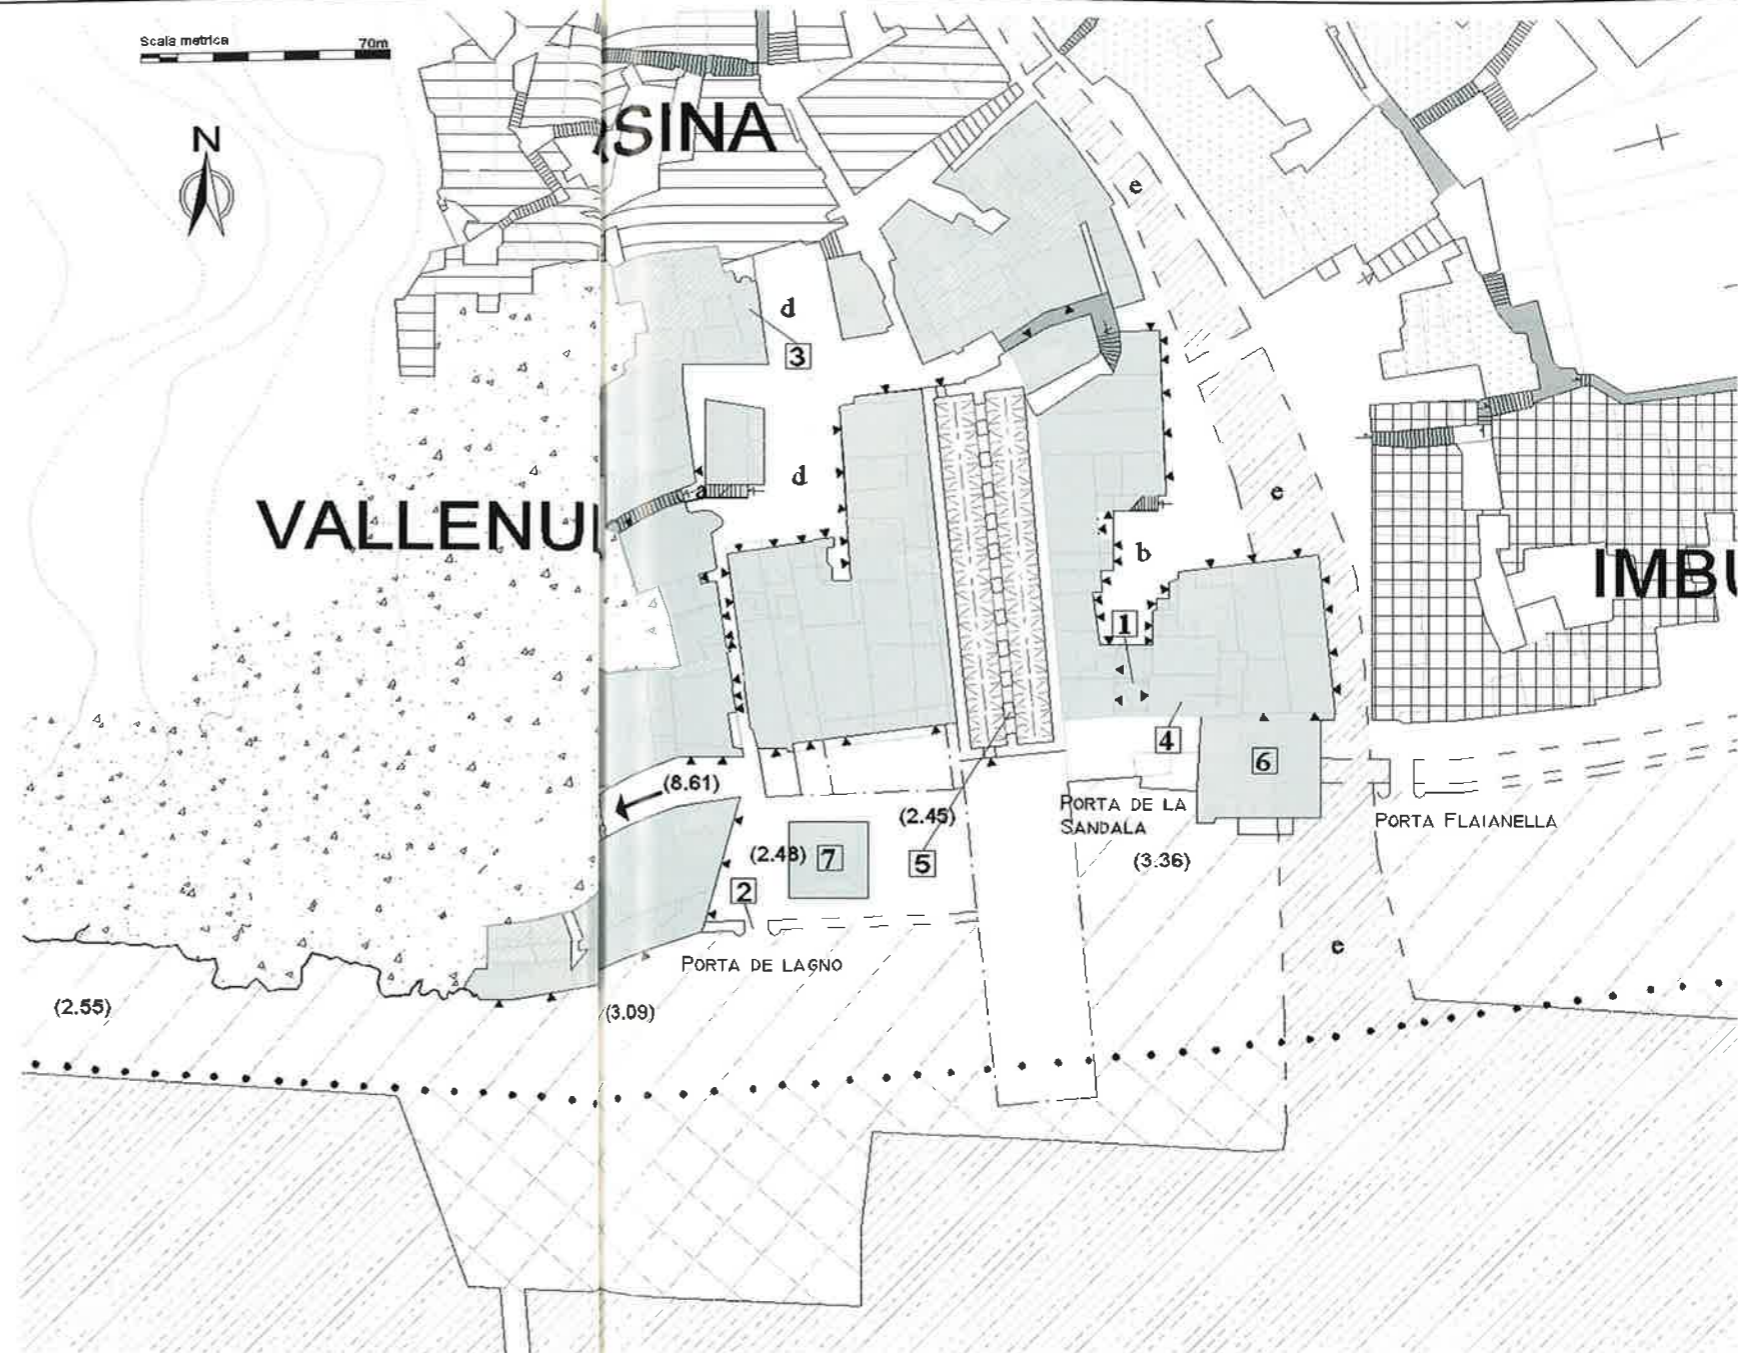 Scala metrica
70m
N
SINA
e
d
3
a
d
e
VALLENU
b
IMBU
1
4
6
(8.61)
PORTA DE LA
SANDALA
(2.45)
PORTA FLAIANELLA
(2.48)
7
5
(3.36)
2
e
PORTA DE LAGNO
(2.55)
(3.09)